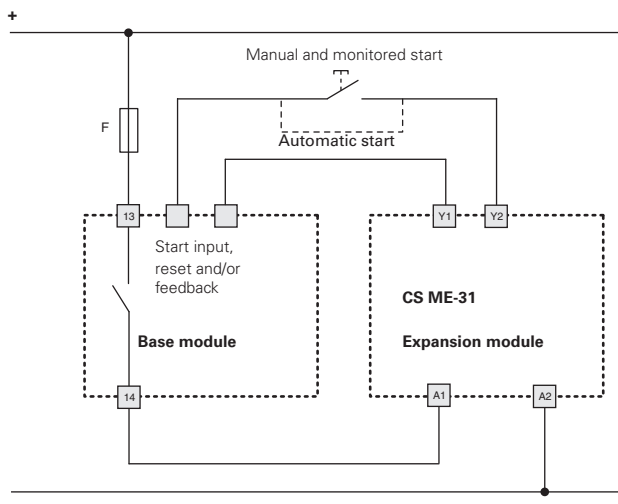 +
Manual and monitored start
F
Automatic start
13
Y1
Y2
Start input,
reset and/or
feedback
CS ME-31
Base module
Expansion module
14
A1
A2